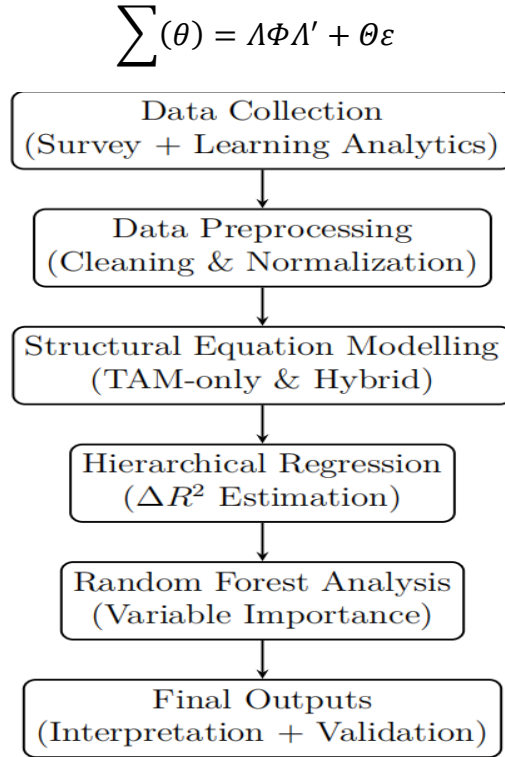 ∑(θ) = ΛΦΛ′ + Θε
Data Collection
(Survey + Learning Analytics)
Data Preprocessing
(Cleaning & Normalization)
Structural Equation Modelling
(TAM-only & Hybrid)
Hierarchical Regression
(ΔR² Estimation)
Random Forest Analysis
(Variable Importance)
Final Outputs
(Interpretation + Validation)